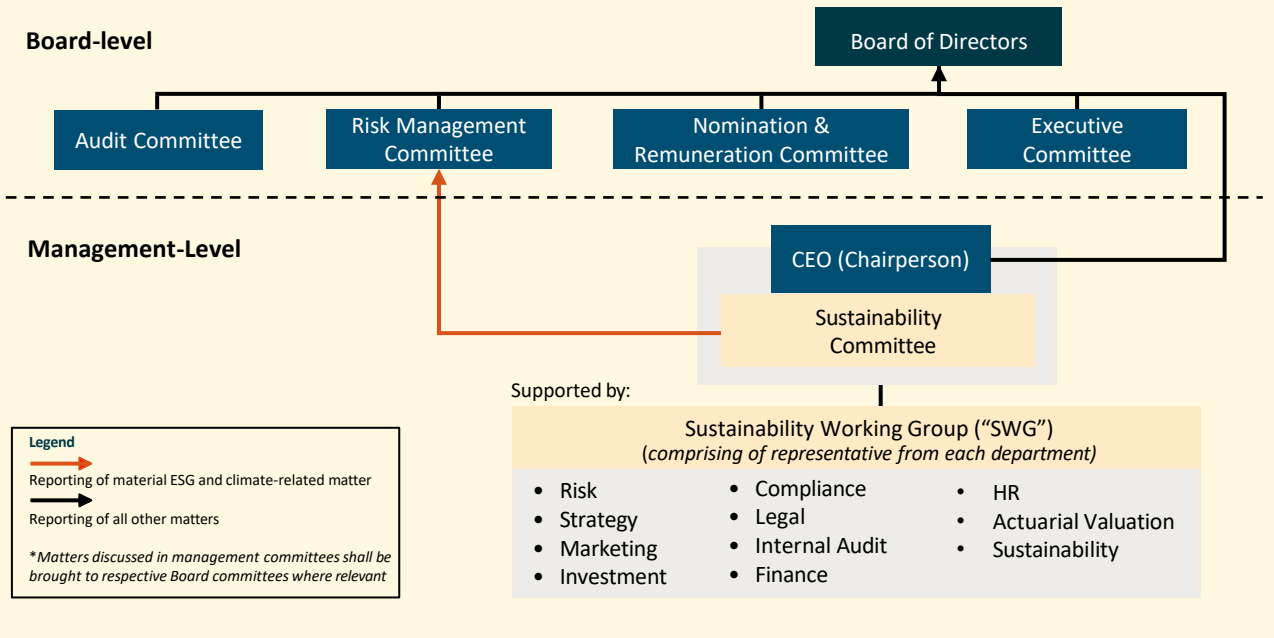 Board-level
Board of Directors
Audit Committee
Risk Management
Committee
Nomination &
Remuneration Committee
Executive
Committee
Management-Level
CEO (Chairperson)
Sustainability
Committee
Supported by:
Sustainability Working Group (“SWG”)
(comprising of representative from each department)
• Risk
• Strategy
• Marketing
• Investment
• Compliance
• Legal
• Internal Audit
• Finance
• HR
• Actuarial Valuation
• Sustainability
Legend
Reporting of material ESG and climate-related matter
Reporting of all other matters
*Matters discussed in management committees shall be
brought to respective Board committees where relevant